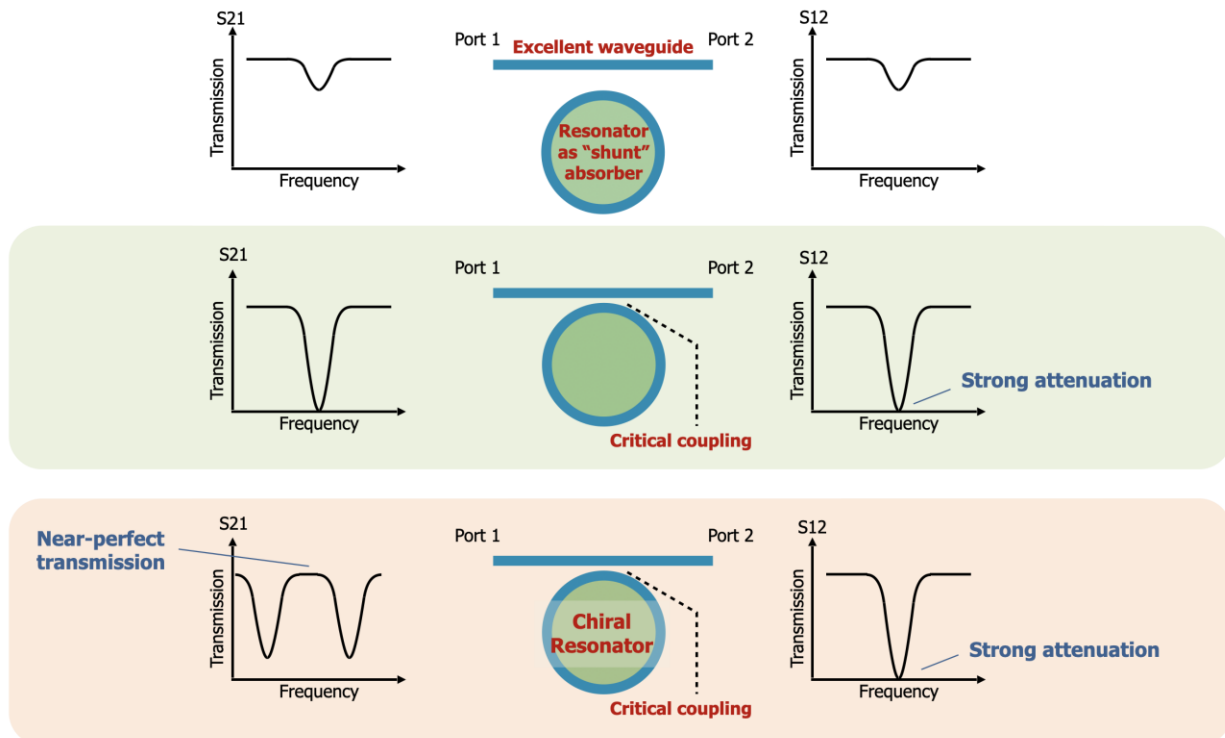 S21
Transmission
Frequency
Port 1
Excellent waveguide
Port 2
Resonator
as “shunt”
absorber
S12
Transmission
Frequency
S21
Transmission
Frequency
Port 1
Port 2
Critical coupling
S12
Transmission
Frequency
Strong attenuation
Near-perfect
transmission
S21
Transmission
Frequency
Port 1
Port 2
Chiral
Resonator
Critical coupling
S12
Transmission
Frequency
Strong attenuation